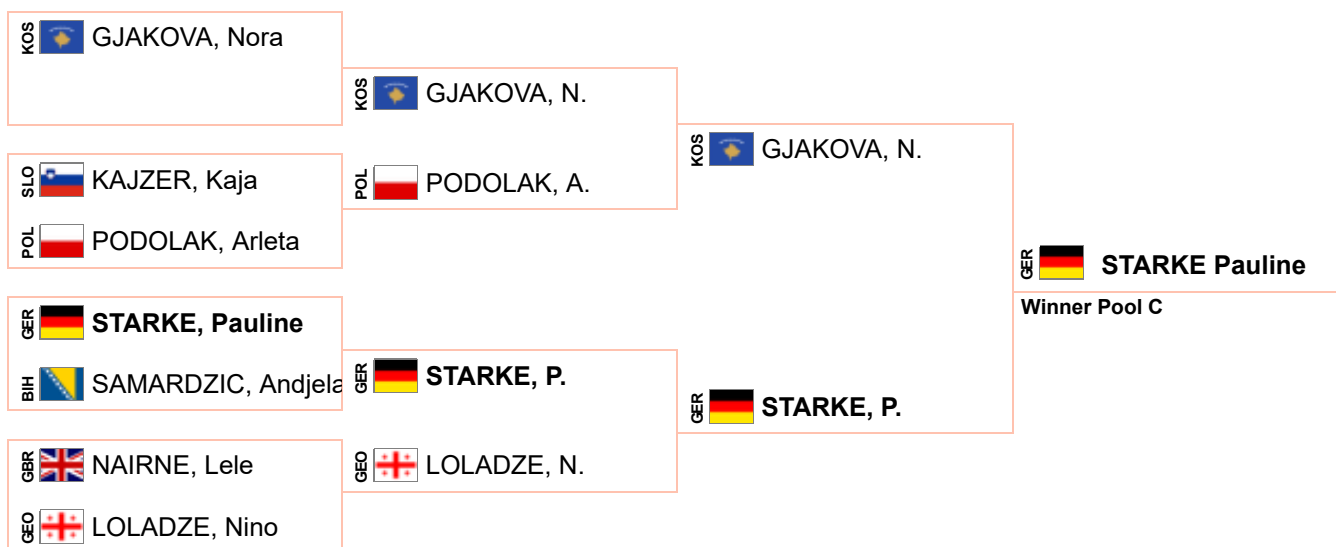 KOS GJAKOVA, Nora
SLO KAJZER, Kaja
POL PODOLAK, Arleta
GER STARKE, Pauline
BIH SAMARDZIC, Andjela
GBR NAIRNE, Lele
GEO LOLADZE, Nino
KOS GJAKOVA, N.
POL PODOLAK, A.
GER STARKE, P.
GEO LOLADZE, N.
KOS GJAKOVA, N.
GER STARKE, P.
GER STARKE Pauline
Winner Pool C